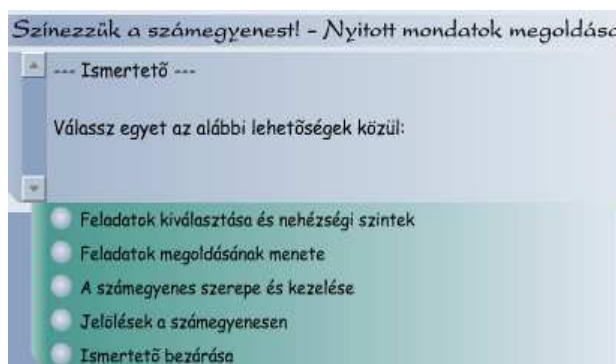 Színezzük a számegyenest! - Nyitott mondatok megoldása
--- Ismertető ---
Válassz egyet az alábbi lehetőségek közül:
Feladatok kiválasztása és nehézségi szintek
Feladatok megoldásának menete
A számegyenes szerepe és kezelése
Jelölések a számegyenesen
Ismertető bezárása